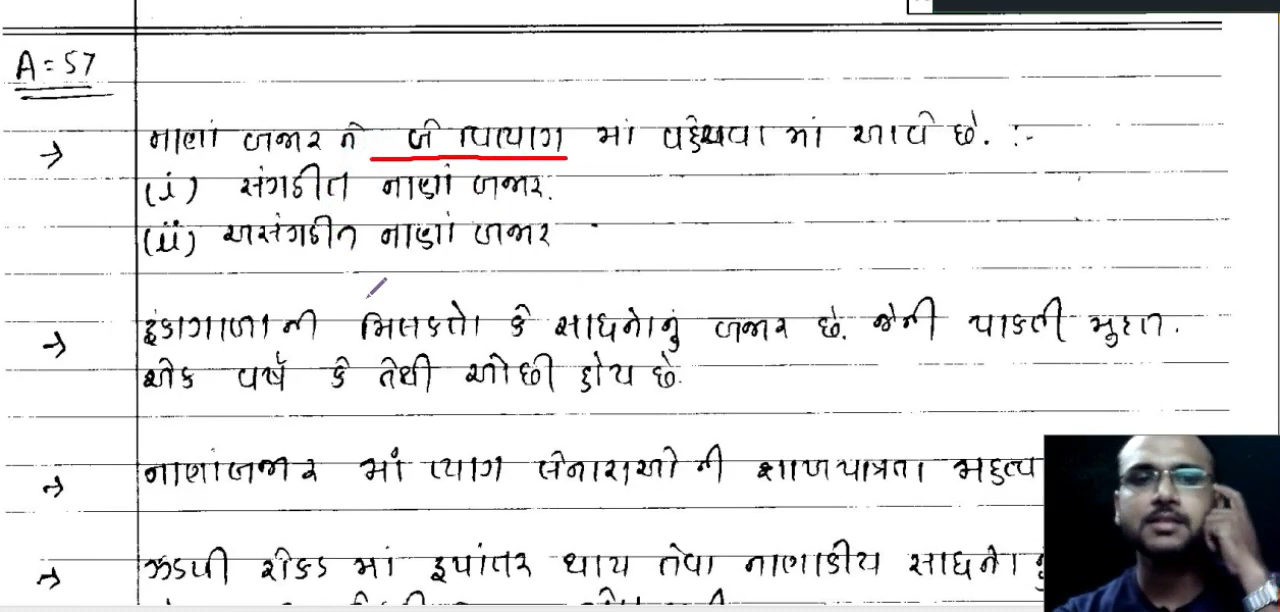 A = 57
→ નાણાં બજાર ને બે વિભાગ માં વહેંચવા માં આવે છે. :-
(i) સંગઠીત નાણાં બજાર.
(ii) અસંગઠીત નાણાં બજાર
→ ટૂંકાગાળાની મિલકતો કે સાધનોનું બજાર છે. જેની પાકતી મુદત.
એક વર્ષ કે તેથી ઓછી હોય છે.
→ નાણાંબજાર માં ભાગ લેનારાઓ ની શાખપાત્રતા મહત્વ
→ ઝડપી રોકડ માં રૂપાંતર થાય તેવા નાણાકીય સાધનો